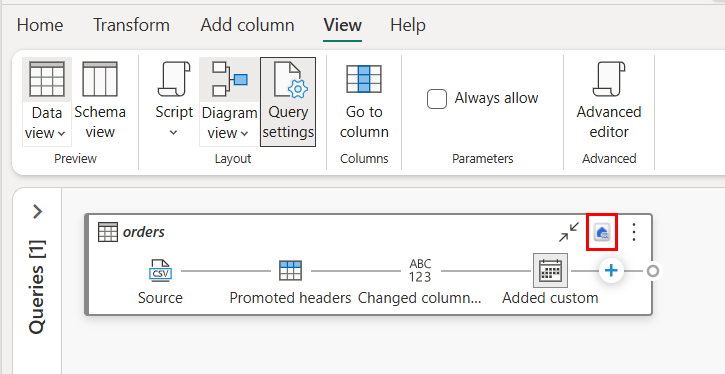 Home Transform Add column View Help
Data view
Schema view
Script
Diagram view
Query settings
Go to column
Always allow
Advanced editor
Preview
Layout
Columns
Parameters
Advanced
Queries [1]
orders
CSV
ABC
123
Source
Promoted headers
Changed column...
Added custom